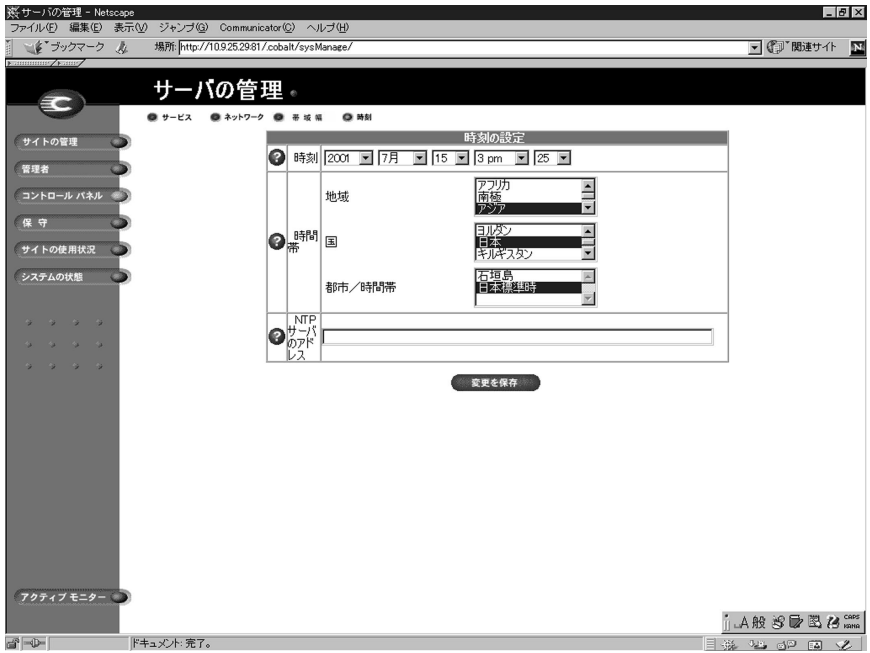 サーバの管理 - Netscape
ファイル(F) 編集(E) 表示(V) ジャンプ(G) Communicator(C) ヘルプ(H)
ブックマーク 場所: http://10.9.25.29:81/.cobalt/sysManage/ 関連サイト N
サーバの管理
サービス ネットワーク 帯域幅 時刻
サイトの管理
管理者
コントロール パネル
保 守
サイトの使用状況
システムの状態
アクティブ モニター
時刻の設定
? 時刻 2001 7月 15 3 pm 25
? 時間帯
地域
アフリカ
南極
アジア
国
ヨルダン
日本
キルギスタン
都市/時間帯
石垣島
日本標準時
? NTP
サーバ
のアド
レス
変更を保存
A 般 CAPS
KANA
ドキュメント: 完了。